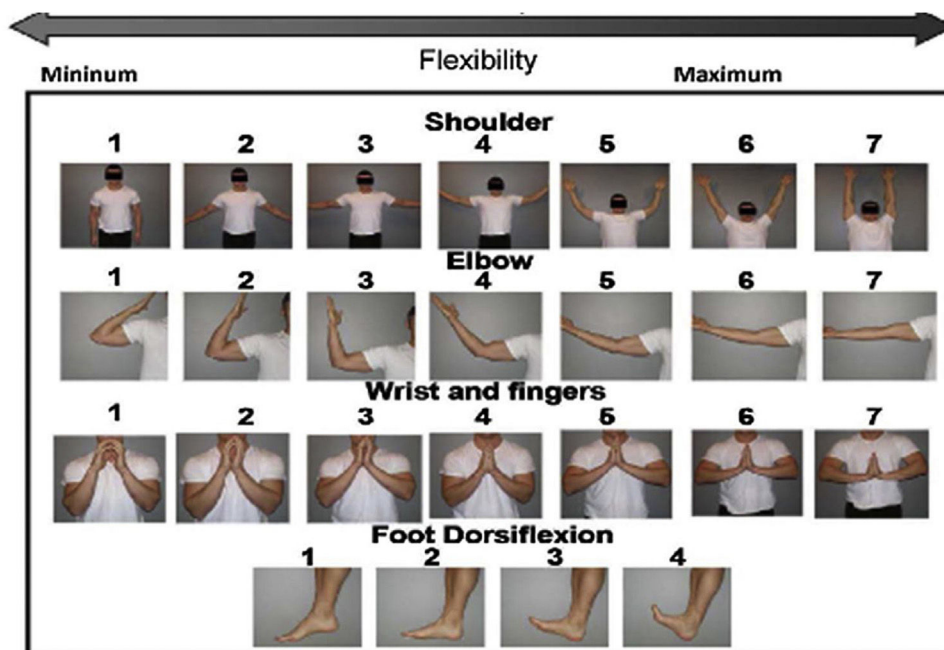 Flexibility
Mininum Maximum
Shoulder
1 2 3 4 5 6 7
Elbow
1 2 3 4 5 6 7
Wrist and fingers
1 2 3 4 5 6 7
Foot Dorsiflexion
1 2 3 4